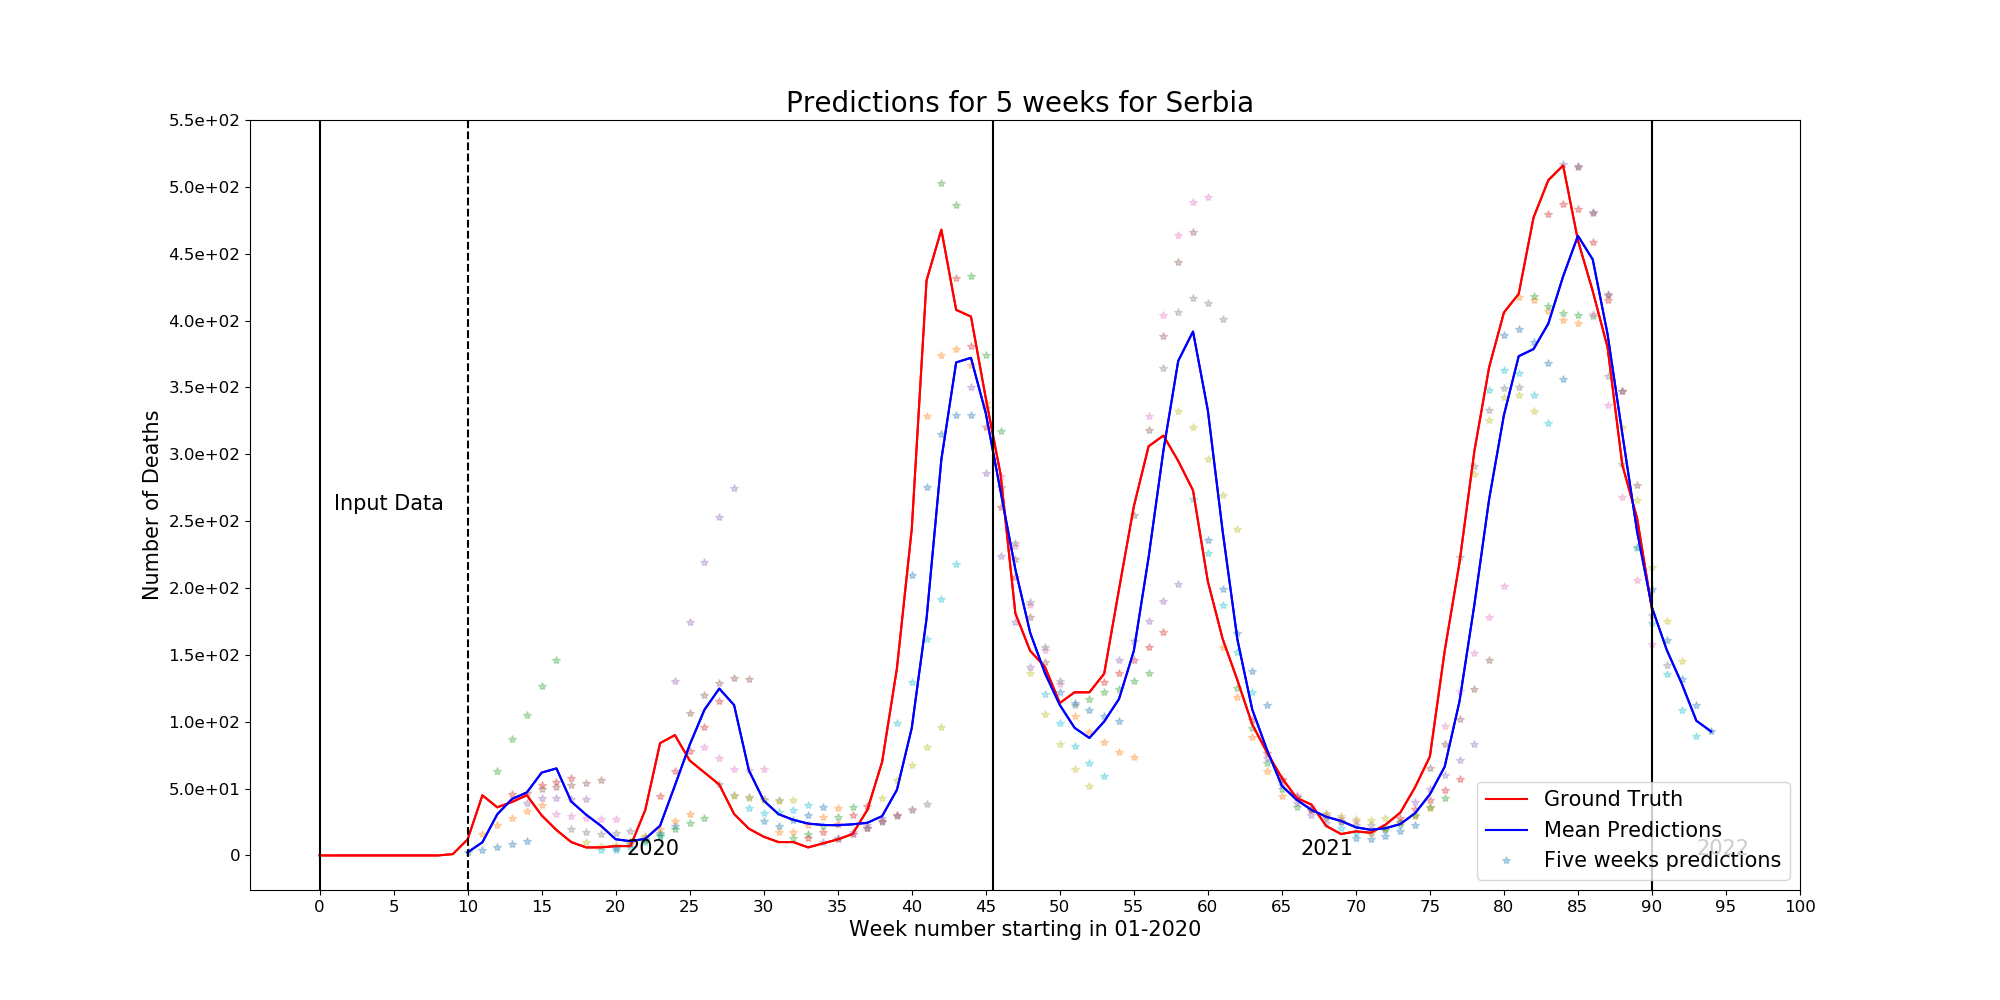 Predictions for 5 weeks for Serbia
5.5e+02
5.0e+02
4.5e+02
4.0e+02
3.5e+02
3.0e+02
2.5e+02
2.0e+02
1.5e+02
1.0e+02
5.0e+01
0
Number of Deaths
Input Data
2020
2021
2022
Ground Truth
Mean Predictions
Five weeks predictions
0 5 10 15 20 25 30 35 40 45 50 55 60 65 70 75 80 85 90 95 100
Week number starting in 01-2020